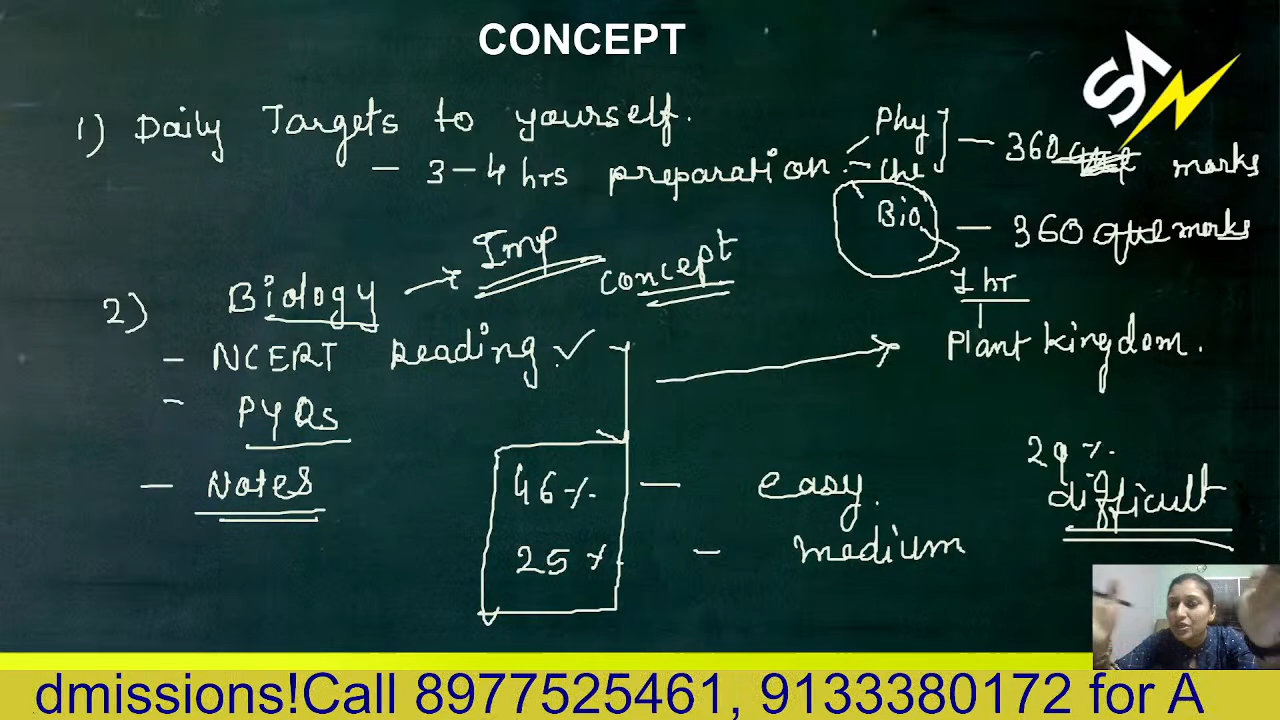 CONCEPT
SAN
1) Daily Targets to yourself.
- 3-4 hrs preparation
Phy
Che
- 360 marks
Bio - 360 marks
1 hr
Plant kingdom.
2) Biology → Imp concept
- NCERT Reading ✓
- PYQs
- Notes
46% - easy.
25% - medium
29% difficult
dmissions!Call 8977525461, 9133380172 for A